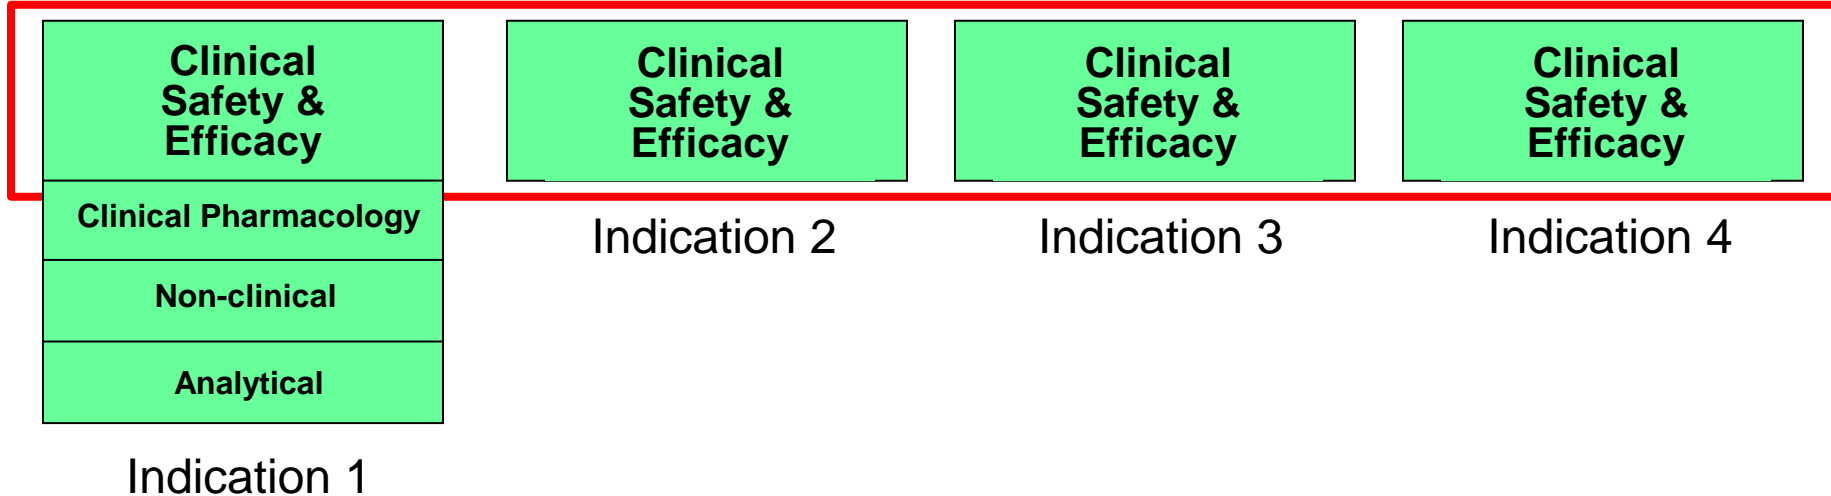 Clinical
Safety &
Efficacy
Clinical
Safety &
Efficacy
Clinical
Safety &
Efficacy
Clinical
Safety &
Efficacy
Clinical Pharmacology
Non-clinical
Analytical
Indication 1
Indication 2
Indication 3
Indication 4